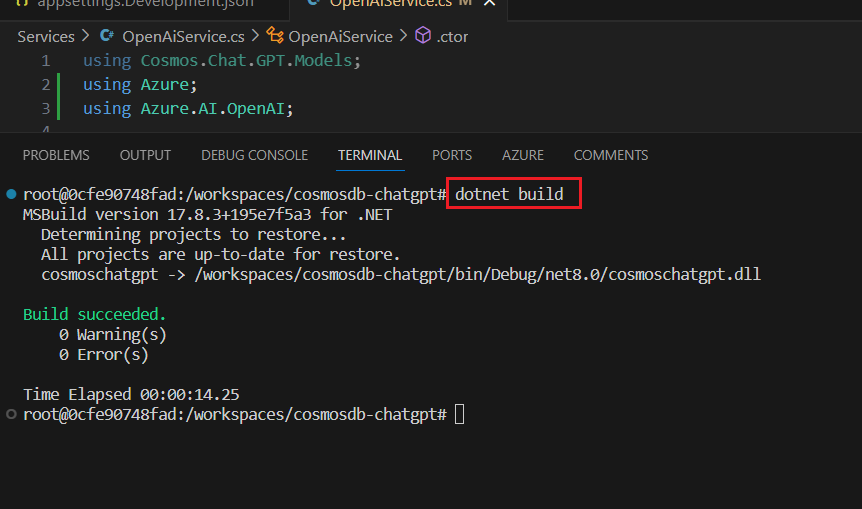 appsettings.Development.json OpenAiService.cs M
Services > OpenAiService.cs > OpenAiService > .ctor
1 using Cosmos.Chat.GPT.Models;
2 using Azure;
3 using Azure.AI.OpenAI;
4
PROBLEMS OUTPUT DEBUG CONSOLE TERMINAL PORTS AZURE COMMENTS
root@0cfe90748fad:/workspaces/cosmosdb-chatgpt# dotnet build
MSBuild version 17.8.3+195e7f5a3 for .NET
Determining projects to restore...
All projects are up-to-date for restore.
cosmoschatgpt -> /workspaces/cosmosdb-chatgpt/bin/Debug/net8.0/cosmoschatgpt.dll
Build succeeded.
0 Warning(s)
0 Error(s)
Time Elapsed 00:00:14.25
root@0cfe90748fad:/workspaces/cosmosdb-chatgpt#